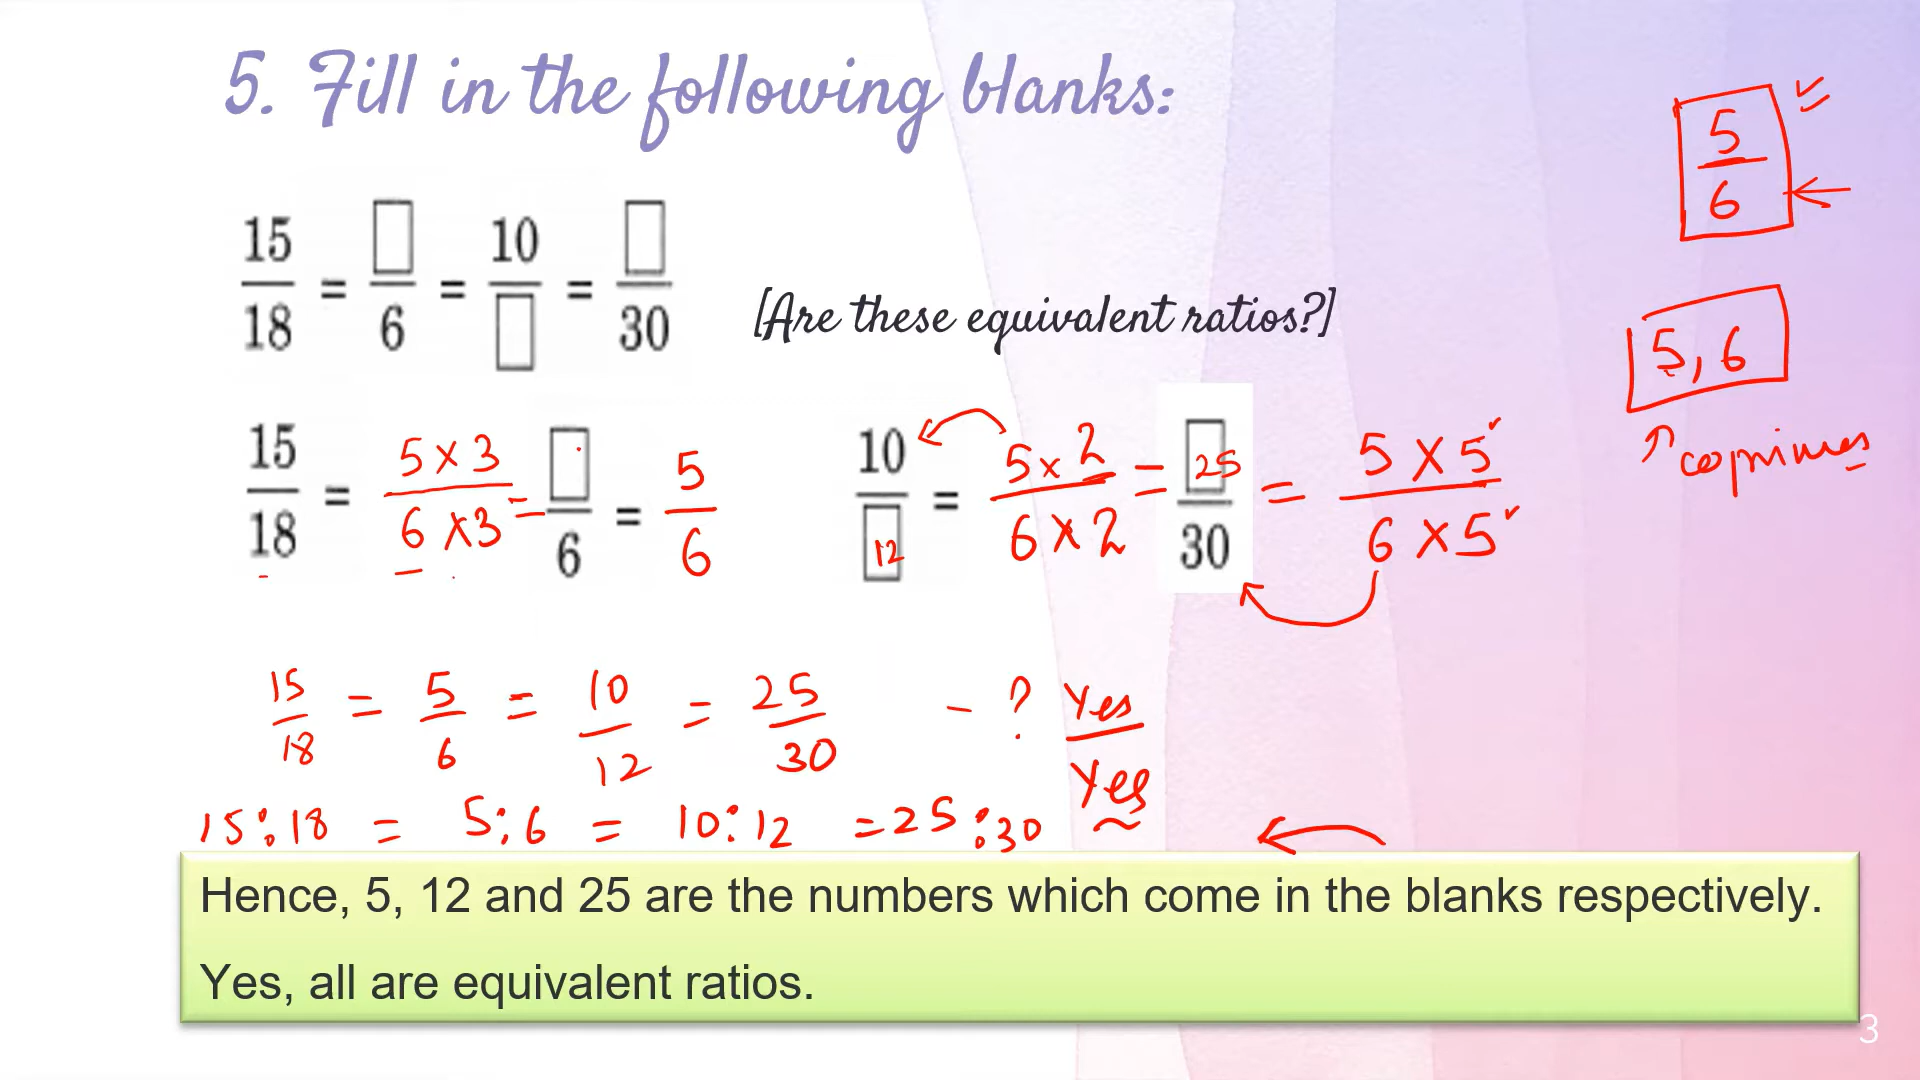 5. Fill in the following blanks:
15/18 = □/6 = 10/□ = □/30
[Are these equivalent ratios?]
5/6
5, 6
coprimes
15/18 = 5 x 3/6 x 3 = □/6 = 5/6
10/12 = 5 x 2/6 x 2 = 25/30 = 5 x 5/6 x 5
15/18 = 5/6 = 10/12 = 25/30 - ? Yes
Yes
15:18 = 5:6 = 10:12 = 25:30
Hence, 5, 12 and 25 are the numbers which come in the blanks respectively.
Yes, all are equivalent ratios.
3